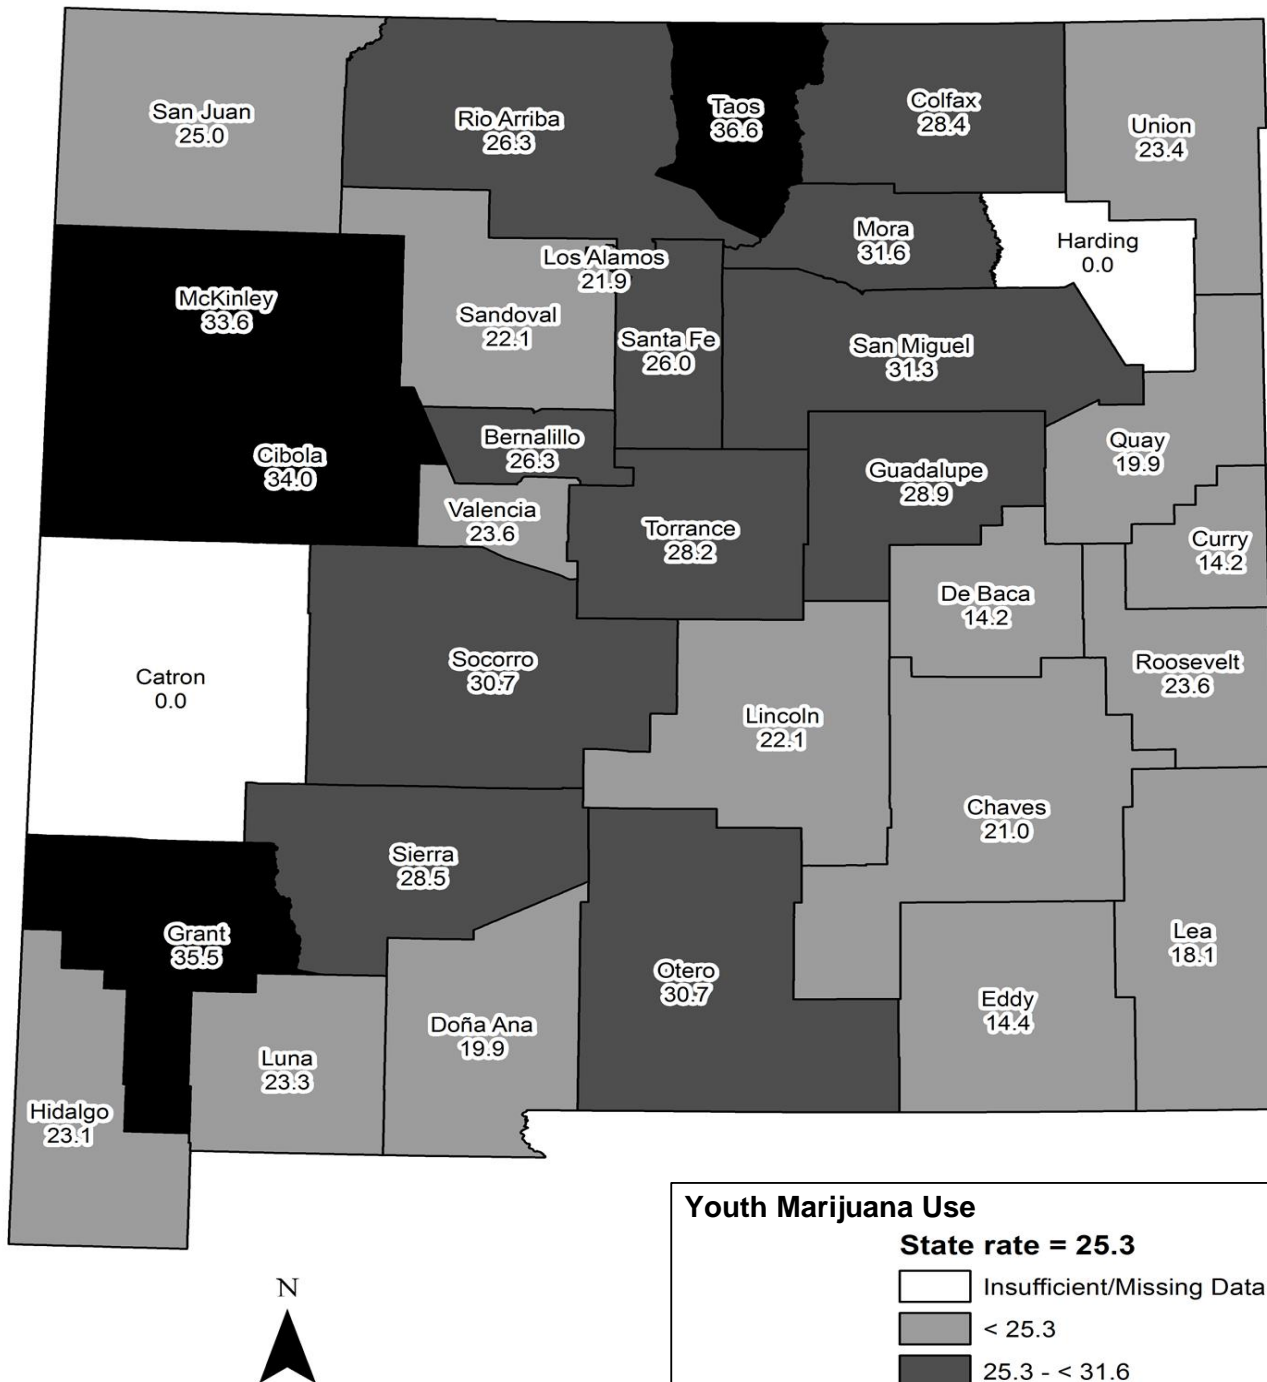 San Juan
25.0
Rio Arriba
26.3
Taos
36.6
Colfax
28.4
Union
23.4
Mora
31.6
Harding
0.0
Los Alamos
21.9
McKinley
33.6
Sandoval
22.1
Santa Fe
26.0
San Miguel
31.3
Bernalillo
26.3
Cibola
34.0
Quay
19.9
Guadalupe
28.9
Valencia
23.6
Torrance
28.2
Curry
14.2
De Baca
14.2
Socorro
30.7
Roosevelt
23.6
Catron
0.0
Lincoln
22.1
Chaves
21.0
Sierra
28.5
Grant
35.5
Lea
18.1
Otero
30.7
Eddy
14.4
Doña Ana
19.9
Luna
23.3
Hidalgo
23.1
Youth Marijuana Use
State rate = 25.3
Insufficient/Missing Data
< 25.3
25.3 - < 31.6
N